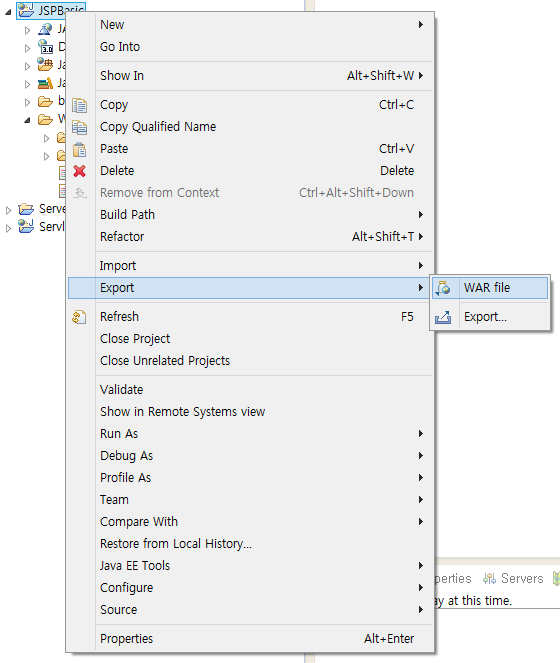 JSPBasic
New
Go Into
Show In Alt+Shift+W
Copy Ctrl+C
Copy Qualified Name
Paste Ctrl+V
Delete Delete
Remove from Context Ctrl+Alt+Shift+Down
Build Path
Refactor Alt+Shift+T
Import
Export
WAR file
Export...
Refresh F5
Close Project
Close Unrelated Projects
Validate
Show in Remote Systems view
Run As
Debug As
Profile As
Team
Compare With
Restore from Local History...
Java EE Tools
Configure
Source
Properties Alt+Enter
JA
3.0 D
Ja
Ja
b
W
Serve
Servl
perties Servers
ay at this time.